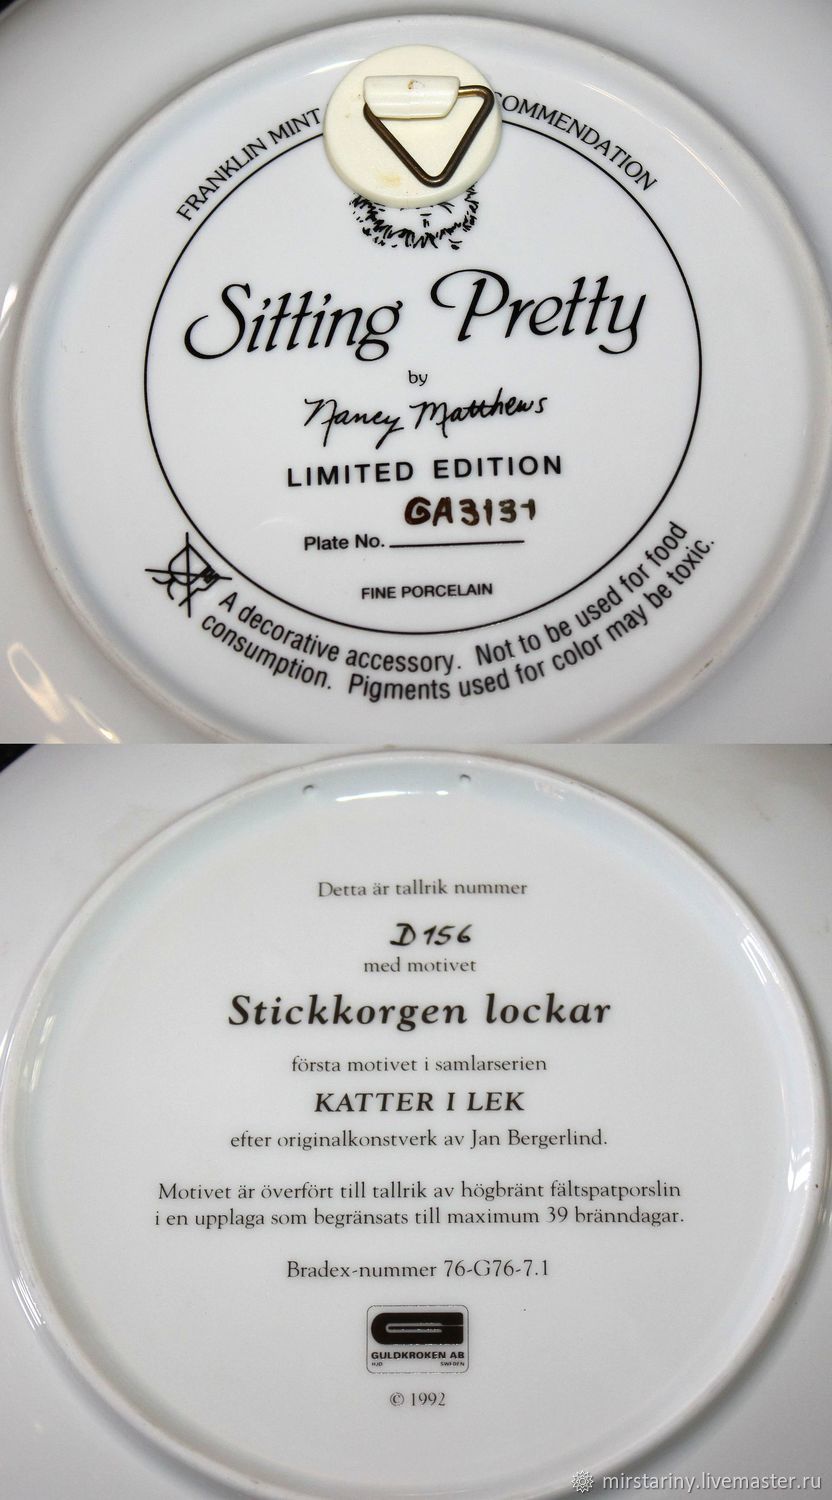 FRANKLIN MINT
COMMENDATION
Sitting Pretty
by
Nancy Matthews
LIMITED EDITION
GA3131
Plate No.
FINE PORCELAIN
A decorative accessory. Not to be used for food
consumption. Pigments used for color may be toxic.
Detta är tallrik nummer
D 156
med motivet
Stickkorgen lockar
första motivet i samlarserien
KATTER I LEK
efter originalkonstverk av Jan Bergerlind.
Motivet är överfört till tallrik av högbränt fältspatporslin
i en upplaga som begränsats till maximum 39 bränndagar.
Bradex-nummer 76-G76-7.1
GULDKROKEN AB
HJO SWEDEN
© 1992
mirstariny.livemaster.ru